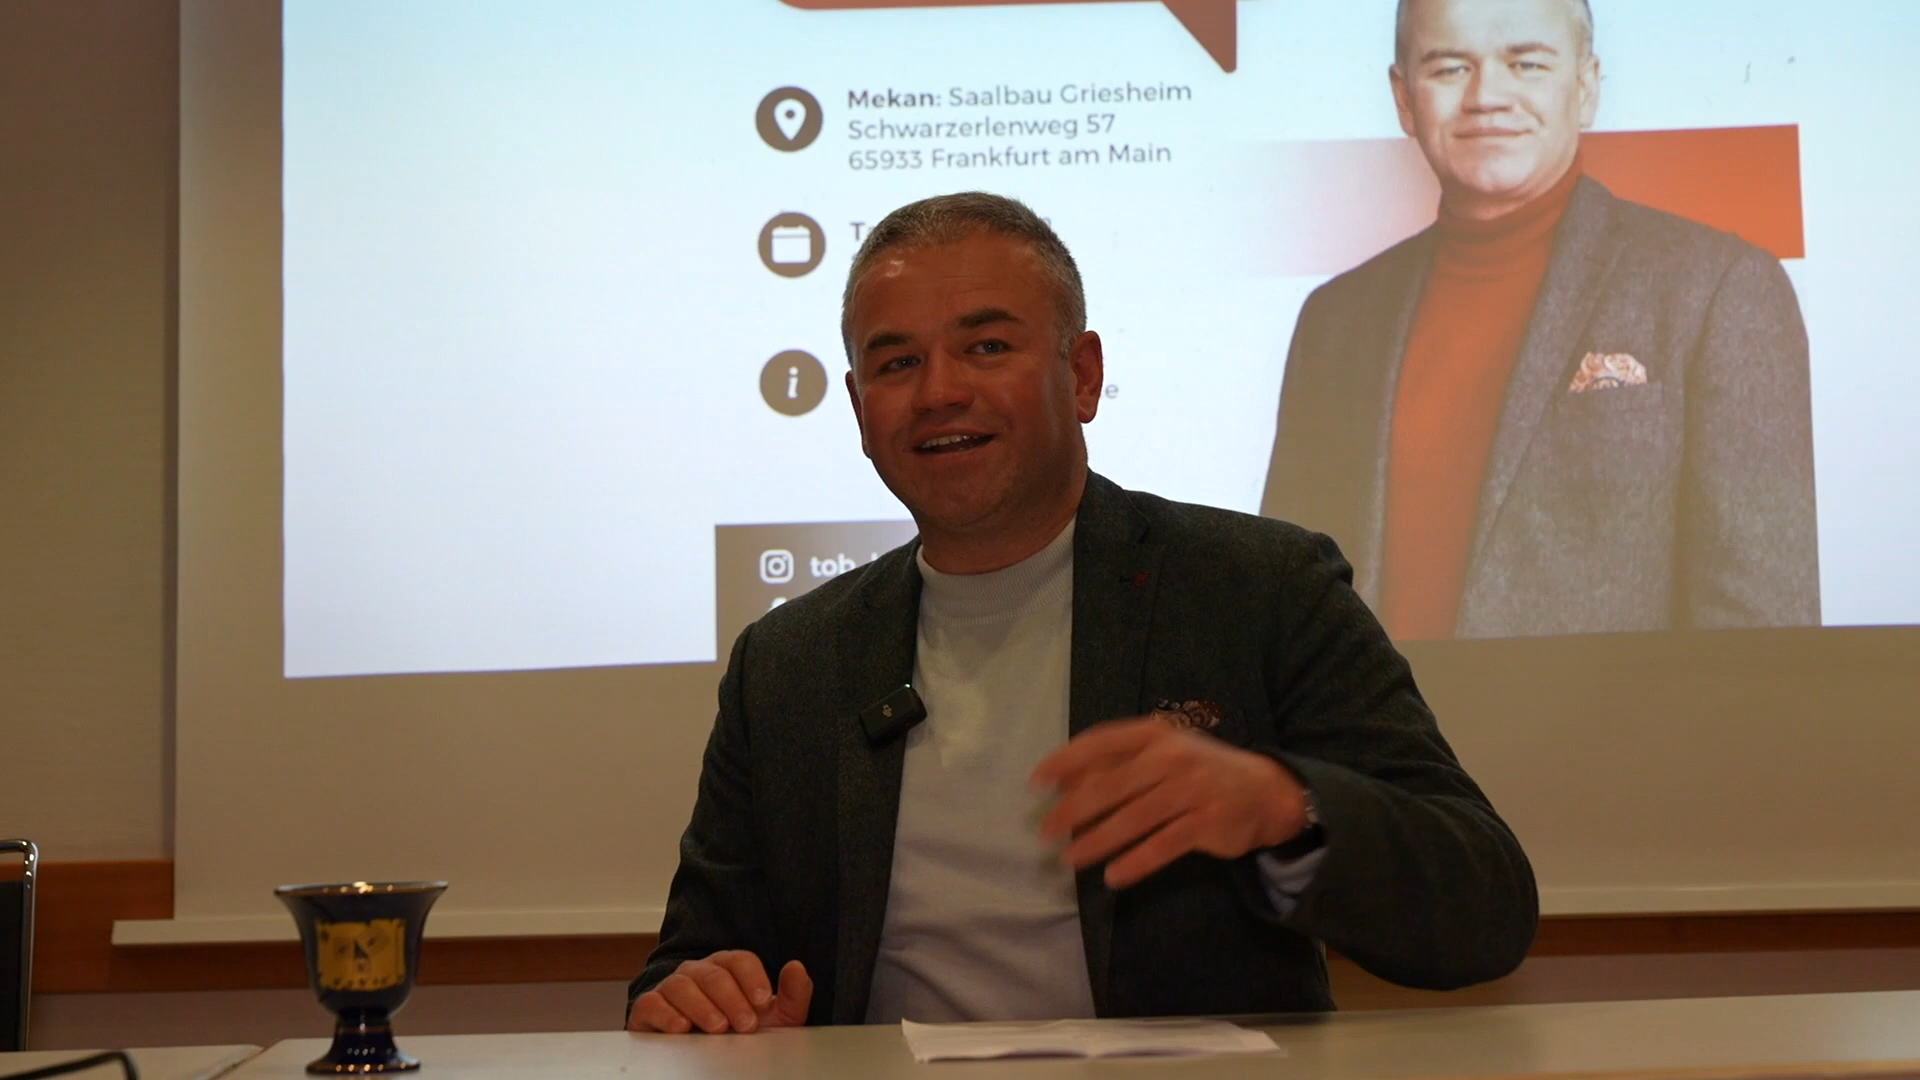 Mekan: Saalbau Griesheim
Schwarzerlenweg 57
65933 Frankfurt am Main
i